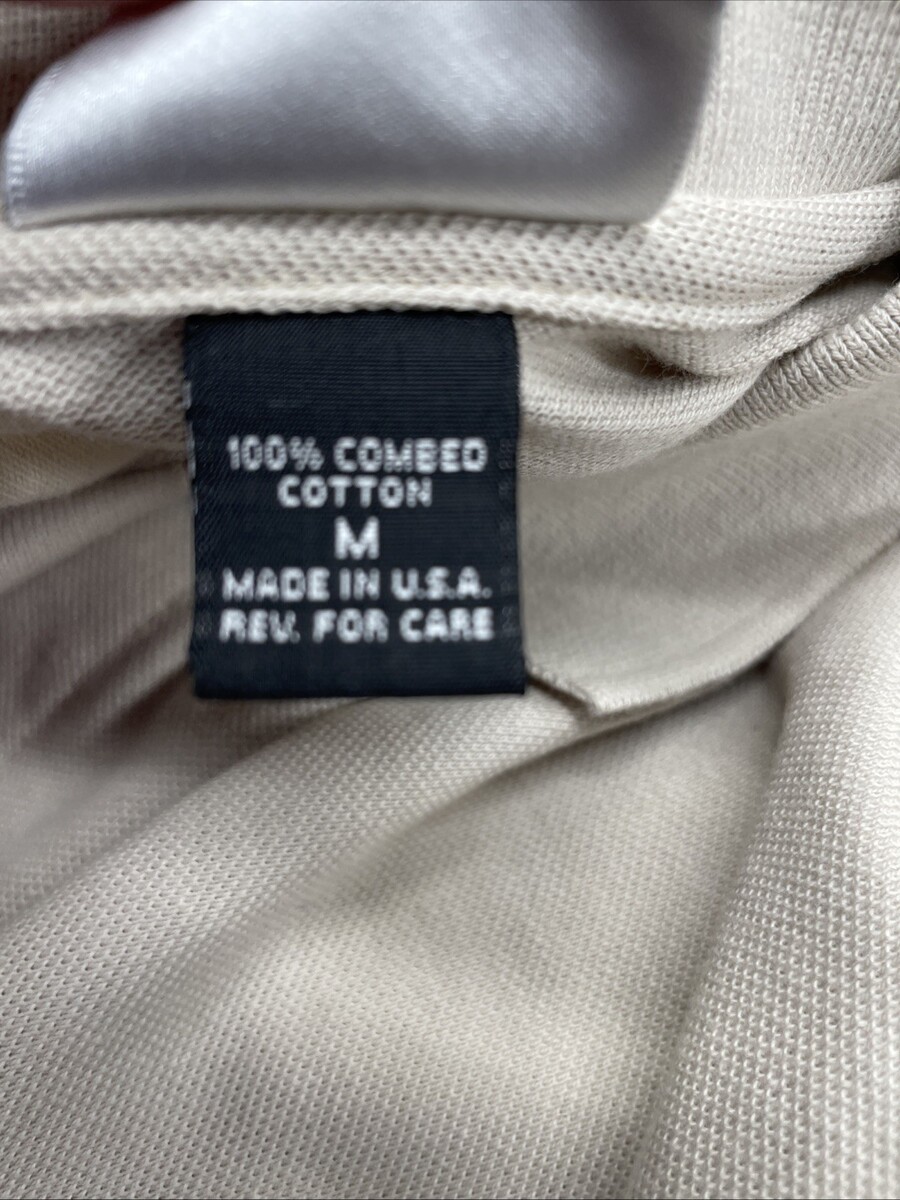 100% COMBED
COTTON
M
MADE IN U.S.A.
REV. FOR CARE